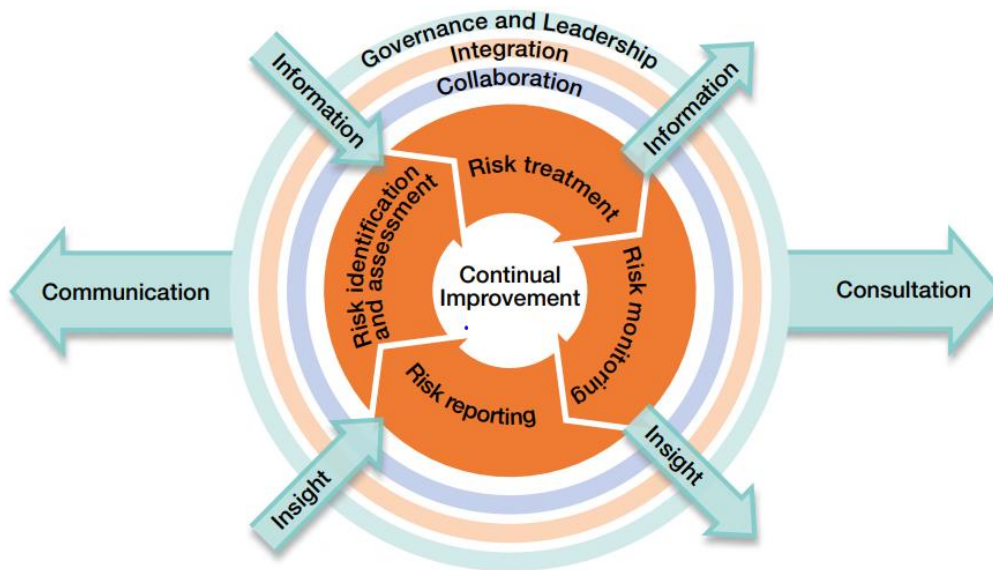 Governance and Leadership
Integration
Collaboration
Information
Information
Risk treatment
Risk identification
and assessment
Continual
Improvement
Risk monitoring
Communication
Consultation
Risk reporting
Insight
Insight